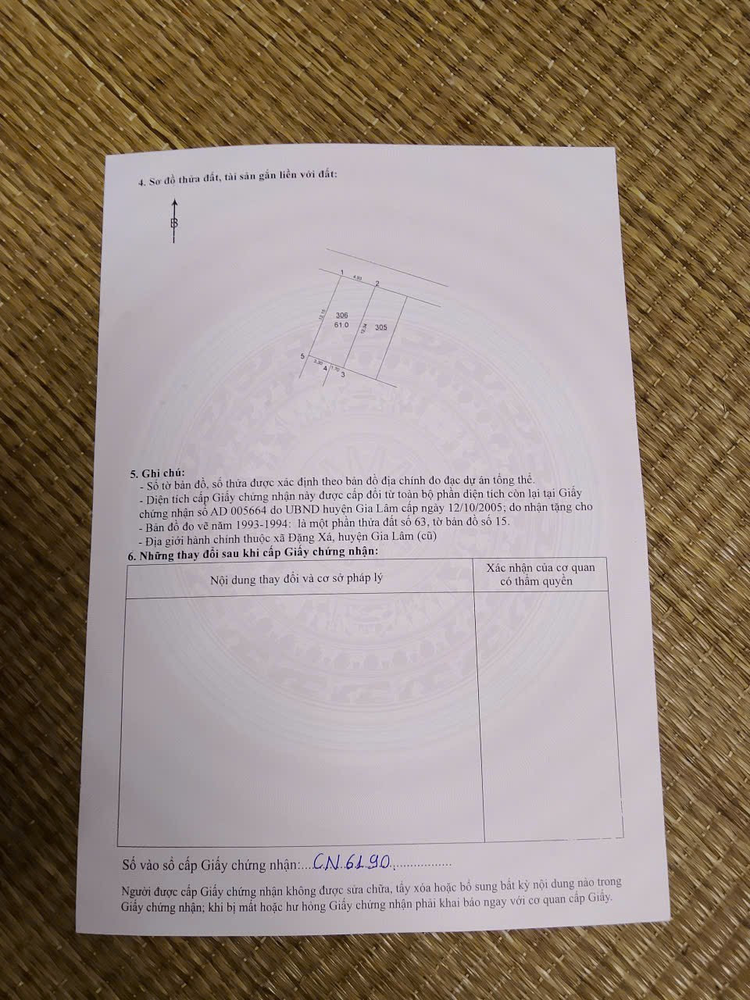 4. Sơ đồ thửa đất, tài sản gắn liền với đất:
B
1
4.93
2
12.15
306
61.0
12.34
305
5
3.30
4
1.70
3
5. Ghi chú:
- Số tờ bản đồ, số thửa được xác định theo bản đồ địa chính đo đạc dự án tổng thể.
- Diện tích cấp Giấy chứng nhận này được cấp đổi từ toàn bộ phần diện tích còn lại tại Giấy
chứng nhận số AD 005664 do UBND huyện Gia Lâm cấp ngày 12/10/2005; do nhận tặng cho
- Bản đồ đo vẽ năm 1993-1994: là một phần thửa đất số 63, tờ bản đồ số 15.
- Địa giới hành chính thuộc xã Đặng Xá, huyện Gia Lâm (cũ)
6. Những thay đổi sau khi cấp Giấy chứng nhận:
Nội dung thay đổi và cơ sở pháp lý
Xác nhận của cơ quan
có thẩm quyền
Số vào sổ cấp Giấy chứng nhận:...CN.6190...............
Người được cấp Giấy chứng nhận không được sửa chữa, tẩy xóa hoặc bổ sung bất kỳ nội dung nào trong
Giấy chứng nhận; khi bị mất hoặc hư hỏng Giấy chứng nhận phải khai báo ngay với cơ quan cấp Giấy.